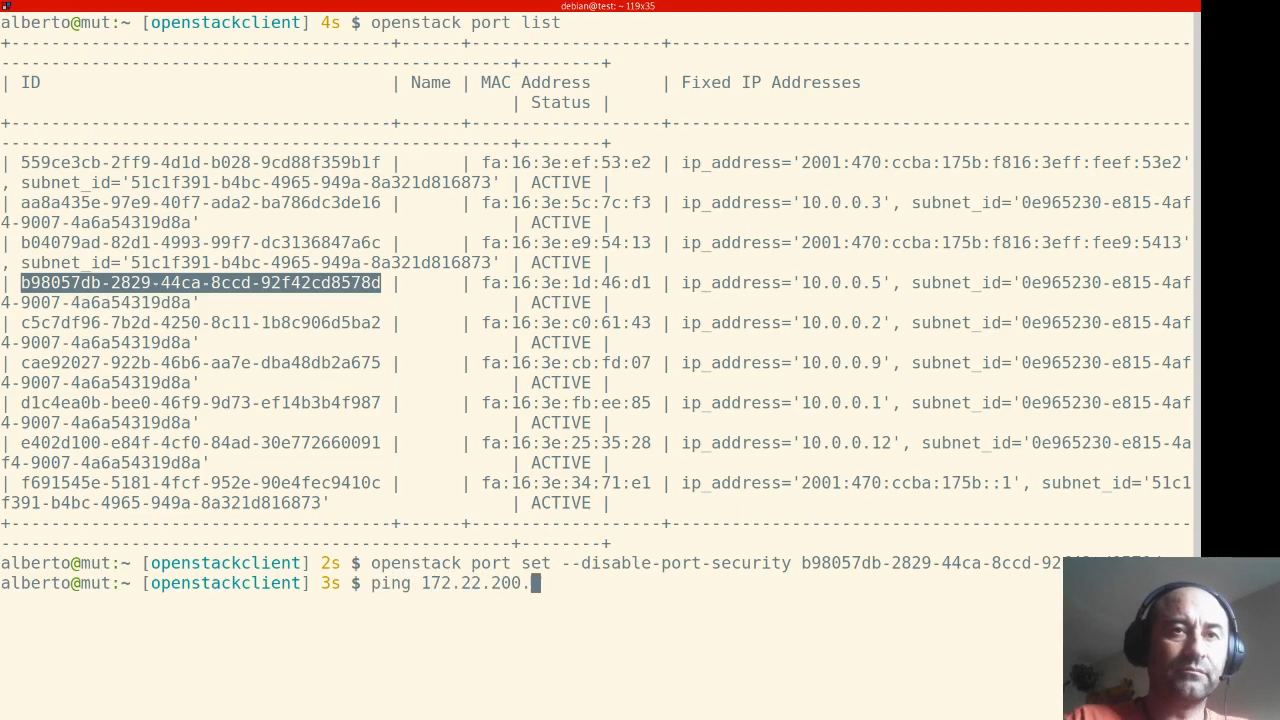 debian@test: ~ 119x35
alberto@mut:~ [openstackclient] 4s $ openstack port list
+--------------------------------------+------+-------------------+----------------------------------------------------
---------------------------------------------------+--------+
| ID                                   | Name | MAC Address       | Fixed IP Addresses
                                                   | Status |
+--------------------------------------+------+-------------------+----------------------------------------------------
---------------------------------------------------+--------+
| 559ce3cb-2ff9-4d1d-b028-9cd88f359b1f |      | fa:16:3e:ef:53:e2 | ip_address='2001:470:ccba:175b:f816:3eff:feef:53e2'
, subnet_id='51c1f391-b4bc-4965-949a-8a321d816873' | ACTIVE |
| aa8a435e-97e9-40f7-ada2-ba786dc3de16 |      | fa:16:3e:5c:7c:f3 | ip_address='10.0.0.3', subnet_id='0e965230-e815-4af
4-9007-4a6a54319d8a'                               | ACTIVE |
| b04079ad-82d1-4993-99f7-dc3136847a6c |      | fa:16:3e:e9:54:13 | ip_address='2001:470:ccba:175b:f816:3eff:fee9:5413'
, subnet_id='51c1f391-b4bc-4965-949a-8a321d816873' | ACTIVE |
| b98057db-2829-44ca-8ccd-92f42cd8578d |      | fa:16:3e:1d:46:d1 | ip_address='10.0.0.5', subnet_id='0e965230-e815-4af
4-9007-4a6a54319d8a'                               | ACTIVE |
| c5c7df96-7b2d-4250-8c11-1b8c906d5ba2 |      | fa:16:3e:c0:61:43 | ip_address='10.0.0.2', subnet_id='0e965230-e815-4af
4-9007-4a6a54319d8a'                               | ACTIVE |
| cae92027-922b-46b6-aa7e-dba48db2a675 |      | fa:16:3e:cb:fd:07 | ip_address='10.0.0.9', subnet_id='0e965230-e815-4af
4-9007-4a6a54319d8a'                               | ACTIVE |
| d1c4ea0b-bee0-46f9-9d73-ef14b3b4f987 |      | fa:16:3e:fb:ee:85 | ip_address='10.0.0.1', subnet_id='0e965230-e815-4af
4-9007-4a6a54319d8a'                               | ACTIVE |
| e402d100-e84f-4cf0-84ad-30e772660091 |      | fa:16:3e:25:35:28 | ip_address='10.0.0.12', subnet_id='0e965230-e815-4a
f4-9007-4a6a54319d8a'                              | ACTIVE |
| f691545e-5181-4fcf-952e-90e4fec9410c |      | fa:16:3e:34:71:e1 | ip_address='2001:470:ccba:175b::1', subnet_id='51c1
f391-b4bc-4965-949a-8a321d816873'                  | ACTIVE |
+--------------------------------------+------+-------------------+----------------------------------------------------
---------------------------------------------------+--------+
alberto@mut:~ [openstackclient] 2s $ openstack port set --disable-port-security b98057db-2829-44ca-8ccd-92
alberto@mut:~ [openstackclient] 3s $ ping 172.22.200.